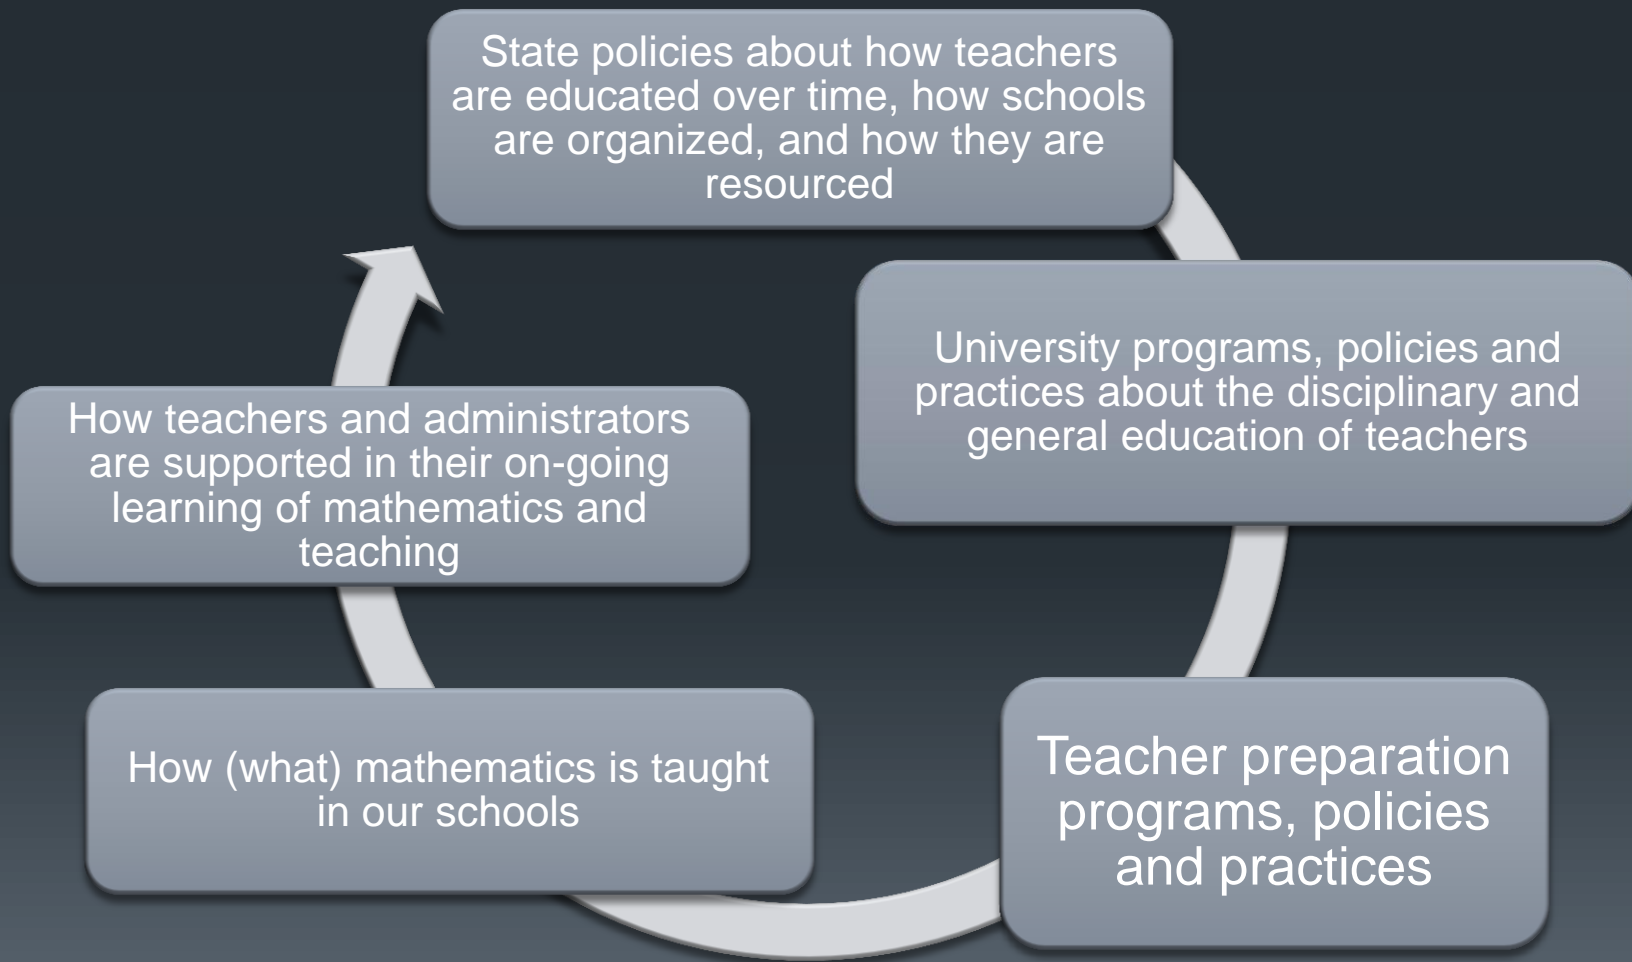 State policies about how teachers
are educated over time, how schools
are organized, and how they are
resourced
University programs, policies and
practices about the disciplinary and
general education of teachers
Teacher preparation
programs, policies
and practices
How (what) mathematics is taught
in our schools
How teachers and administrators
are supported in their on-going
learning of mathematics and
teaching